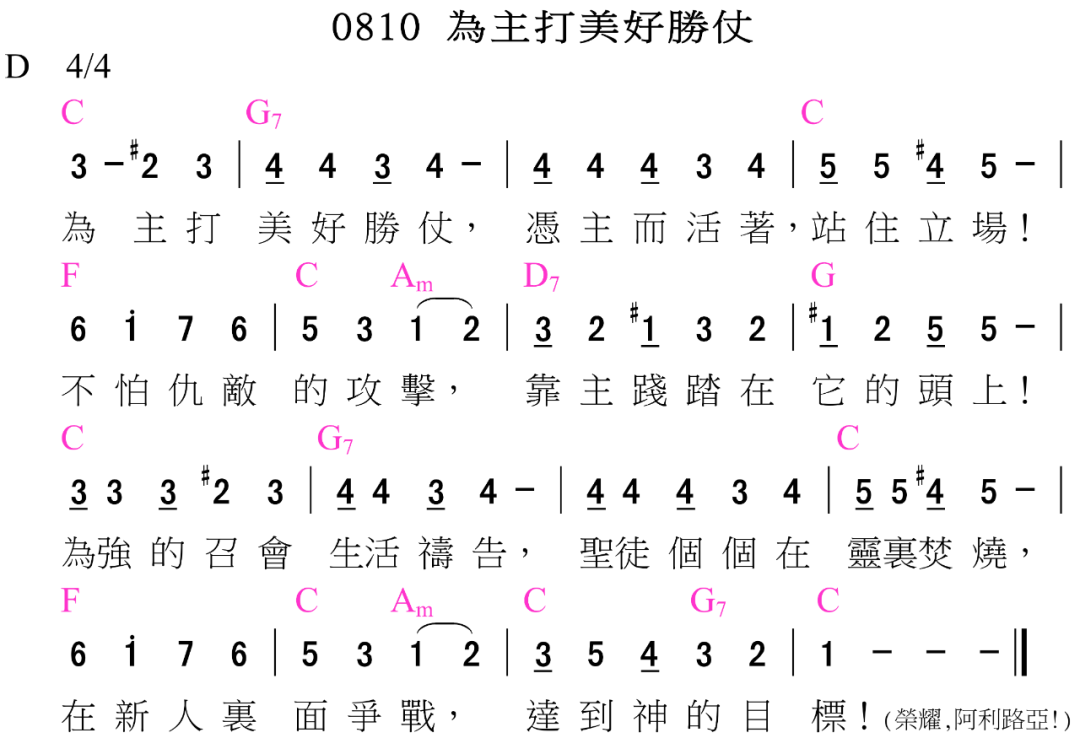 0810 為主打美好勝仗
D 4/4
C G7 C
3 – #2 3 | 4 4 3 4 – | 4 4 4 3 4 | 5 5 #4 5 – |
為 主 打 美 好 勝 仗， 憑 主 而 活 著，站 住 立 場！
F C Am D7 G
6 i 7 6 | 5 3 1 2 | 3 2 #1 3 2 | #1 2 5 5 – |
不 怕 仇 敵 的 攻 擊， 靠 主 踐 踏 在 它 的 頭 上！
C G7 C
3 3 3 #2 3 | 4 4 3 4 – | 4 4 4 3 4 | 5 5 #4 5 – |
為強 的 召 會 生活 禱 告， 聖徒 個 個 在 靈裏焚 燒，
F C Am C G7 C
6 i 7 6 | 5 3 1 2 | 3 5 4 3 2 | 1 – – – ||
在 新 人 裏 面 爭 戰， 達 到 神 的 目 標！(榮耀,阿利路亞!)